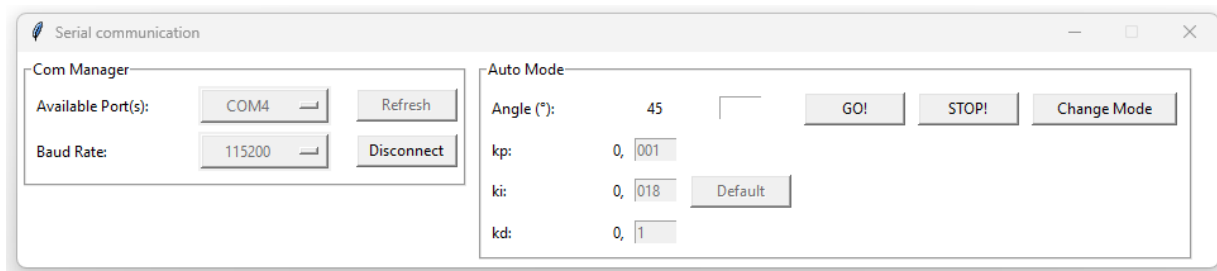 Serial communication
Com Manager
Available Port(s): COM4 Refresh
Baud Rate: 115200 Disconnect
Auto Mode
Angle (°): 45 GO! STOP! Change Mode
kp: 0, 001
ki: 0, 018 Default
kd: 0, 1